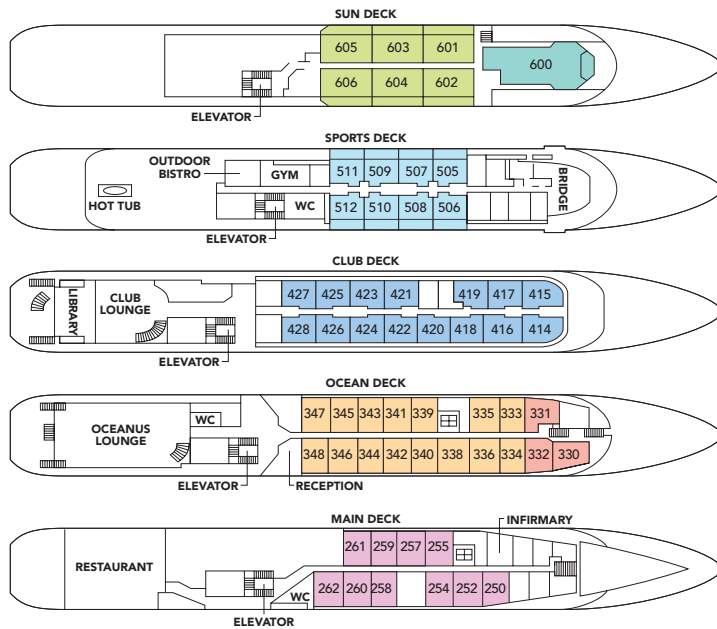 SUN DECK
605 603 601
600
606 604 602
ELEVATOR
SPORTS DECK
OUTDOOR
BISTRO
GYM
511 509 507 505
BRIDGE
HOT TUB
WC
512 510 508 506
ELEVATOR
CLUB DECK
LIBRARY
CLUB
LOUNGE
427 425 423 421 419 417 415
428 426 424 422 420 418 416 414
ELEVATOR
OCEAN DECK
OCEANUS
LOUNGE
WC
347 345 343 341 339 335 333 331
348 346 344 342 340 338 336 334 332 330
ELEVATOR
RECEPTION
MAIN DECK
INFIRMARY
RESTAURANT
261 259 257 255
WC
262 260 258 254 252 250
ELEVATOR